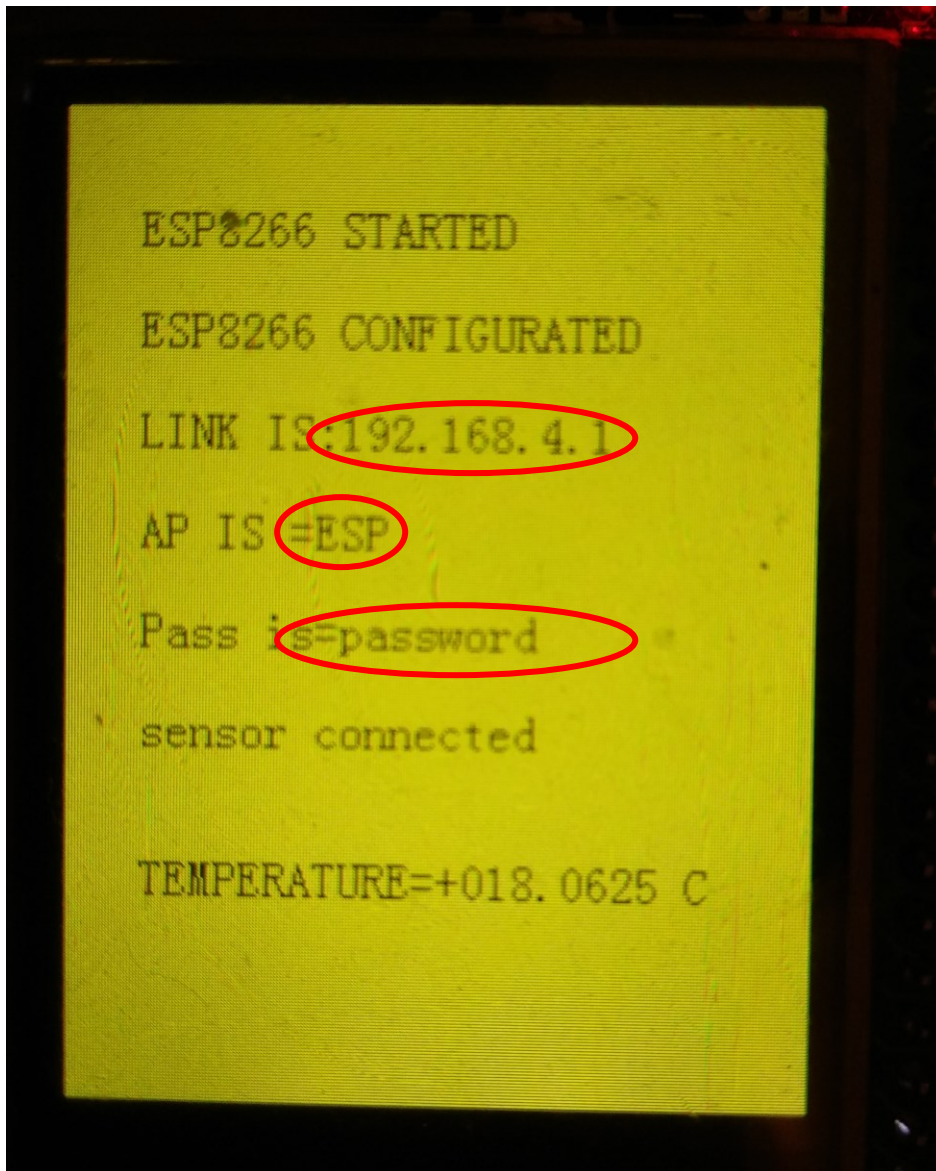 ESP8266 STARTED
ESP8266 CONFIGURATED
LINK IS:192.168.4.1
AP IS =ESP
Pass is=password
sensor connected
TEMPERATURE=+018.0625 C